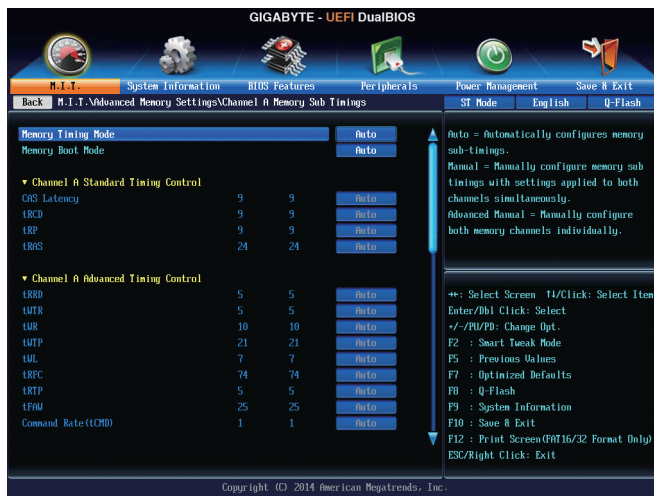 GIGABYTE - UEFI DualBIOS
M.I.T.
System Information
BIOS Features
Peripherals
Power Management
Save & Exit
Back M.I.T.\Advanced Memory Settings\Channel A Memory Sub Timings
ST Mode English Q-Flash
Memory Timing Mode Auto
Memory Boot Mode Auto
▼ Channel A Standard Timing Control
CAS Latency 9 9 Auto
tRCD 9 9 Auto
tRP 9 9 Auto
tRAS 24 24 Auto
▼ Channel A Advanced Timing Control
tRRD 5 5 Auto
tWTR 5 5 Auto
tWR 10 10 Auto
tWTP 21 21 Auto
tWL 7 7 Auto
tRFC 74 74 Auto
tRTP 5 5 Auto
tFAW 25 25 Auto
Command Rate(tCMD) 1 1 Auto
Auto = Automatically configures memory
sub-timings.
Manual = Manually configure memory sub
timings with settings applied to both
channels simultaneously.
Advanced Manual = Manually configure
both memory channels individually.
↔: Select Screen ↑↓/Click: Select Item
Enter/Dbl Click: Select
+/-/PU/PD: Change Opt.
F2 : Smart Tweak Mode
F5 : Previous Values
F7 : Optimized Defaults
F8 : Q-Flash
F9 : System Information
F10 : Save & Exit
F12 : Print Screen(FAT16/32 Format Only)
ESC/Right Click: Exit
Copyright (C) 2014 American Megatrends, Inc.